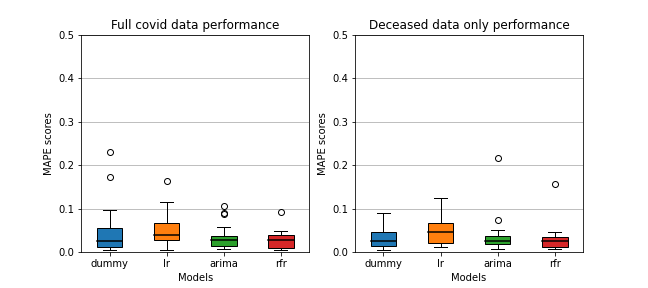 Full covid data performance
0.5
0.4
0.3
0.2
0.1
0.0
MAPE scores
dummy lr arima rfr
Models
Deceased data only performance
0.5
0.4
0.3
0.2
0.1
0.0
MAPE scores
dummy lr arima rfr
Models